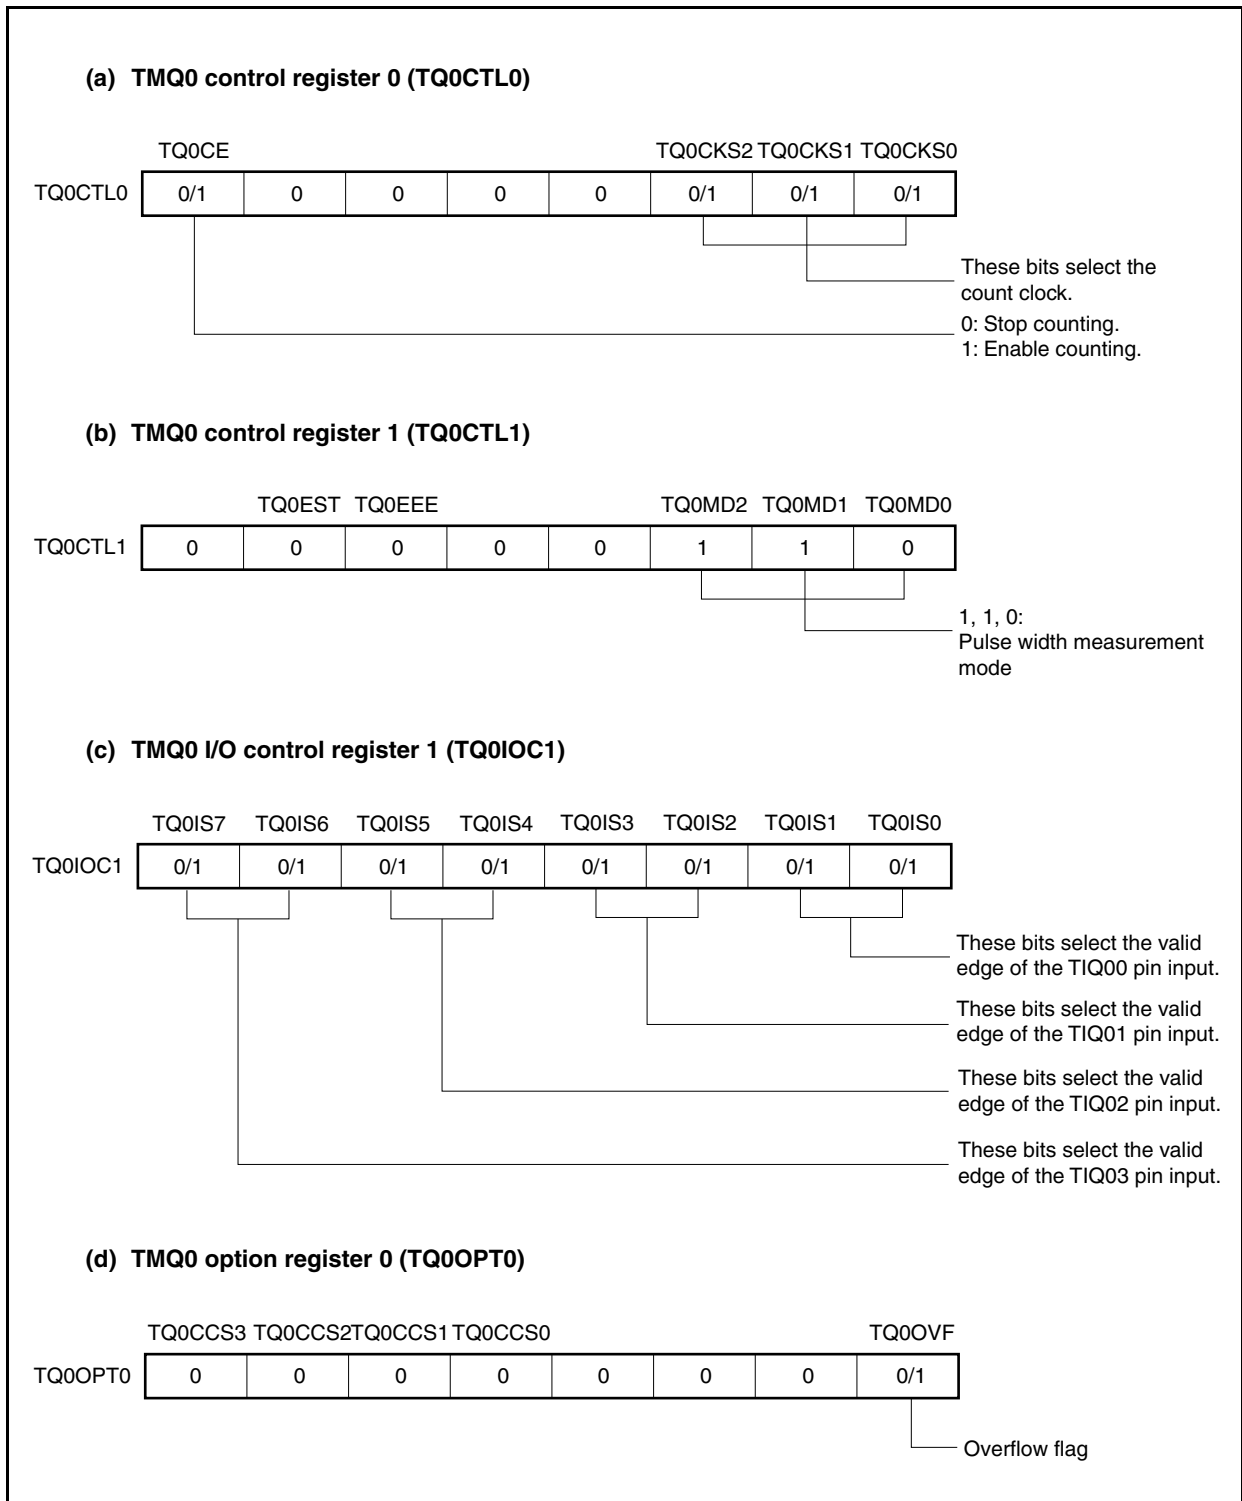 (a) TMQ0 control register 0 (TQ0CTL0)
TQ0CE TQ0CKS2 TQ0CKS1 TQ0CKS0
TQ0CTL0 0/1 0 0 0 0 0/1 0/1 0/1
These bits select the
count clock.
0: Stop counting.
1: Enable counting.
(b) TMQ0 control register 1 (TQ0CTL1)
TQ0EST TQ0EEE TQ0MD2 TQ0MD1 TQ0MD0
TQ0CTL1 0 0 0 0 0 1 1 0
1, 1, 0:
Pulse width measurement
mode
(c) TMQ0 I/O control register 1 (TQ0IOC1)
TQ0IS7 TQ0IS6 TQ0IS5 TQ0IS4 TQ0IS3 TQ0IS2 TQ0IS1 TQ0IS0
TQ0IOC1 0/1 0/1 0/1 0/1 0/1 0/1 0/1 0/1
These bits select the valid
edge of the TIQ00 pin input.
These bits select the valid
edge of the TIQ01 pin input.
These bits select the valid
edge of the TIQ02 pin input.
These bits select the valid
edge of the TIQ03 pin input.
(d) TMQ0 option register 0 (TQ0OPT0)
TQ0CCS3 TQ0CCS2 TQ0CCS1 TQ0CCS0 TQ0OVF
TQ0OPT0 0 0 0 0 0 0 0 0/1
Overflow flag